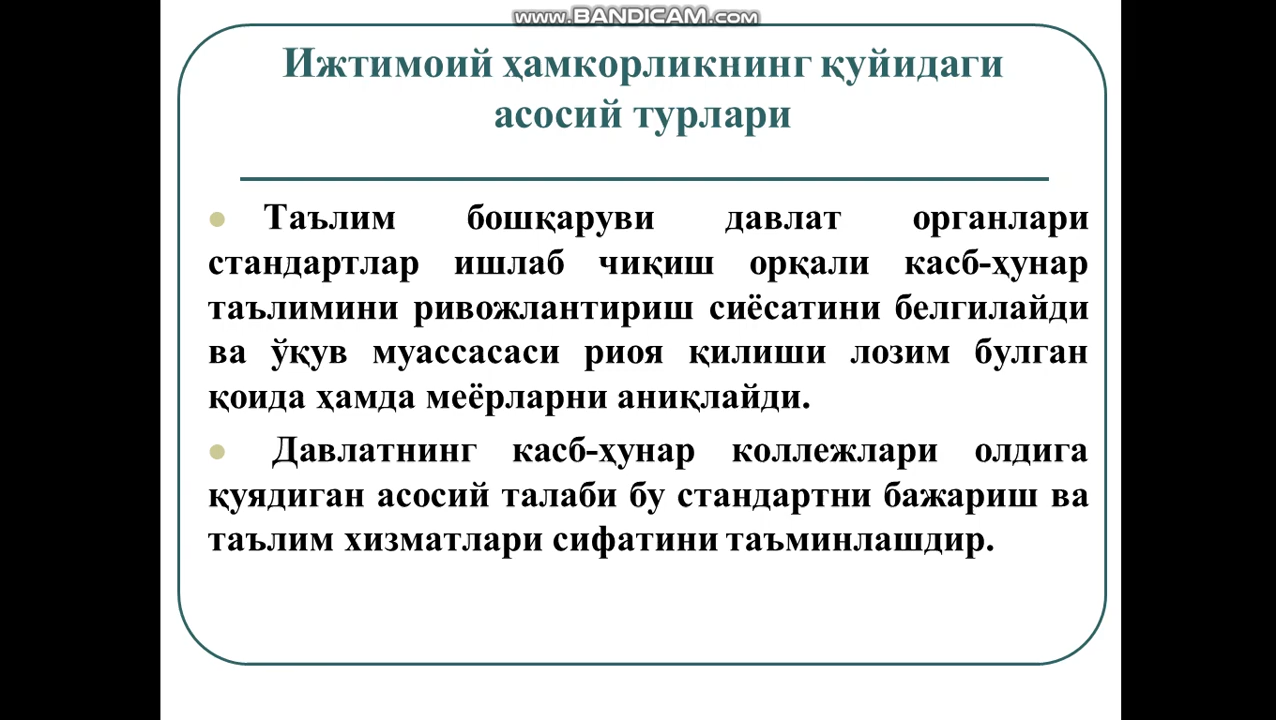 www.BANDICAM.com
Ижтимоий ҳамкорликнинг қуйидаги
асосий турлари
Таълим бошқаруви давлат органлари
стандартлар ишлаб чиқиш орқали касб-ҳунар
таълимини ривожлантириш сиёсатини белгилайди
ва ўқув муассасаси риоя қилиши лозим булган
қоида ҳамда меёрларни аниқлайди.
Давлатнинг касб-ҳунар коллежлари олдига
қуядиган асосий талаби бу стандартни бажариш ва
таълим хизматлари сифатини таъминлашдир.